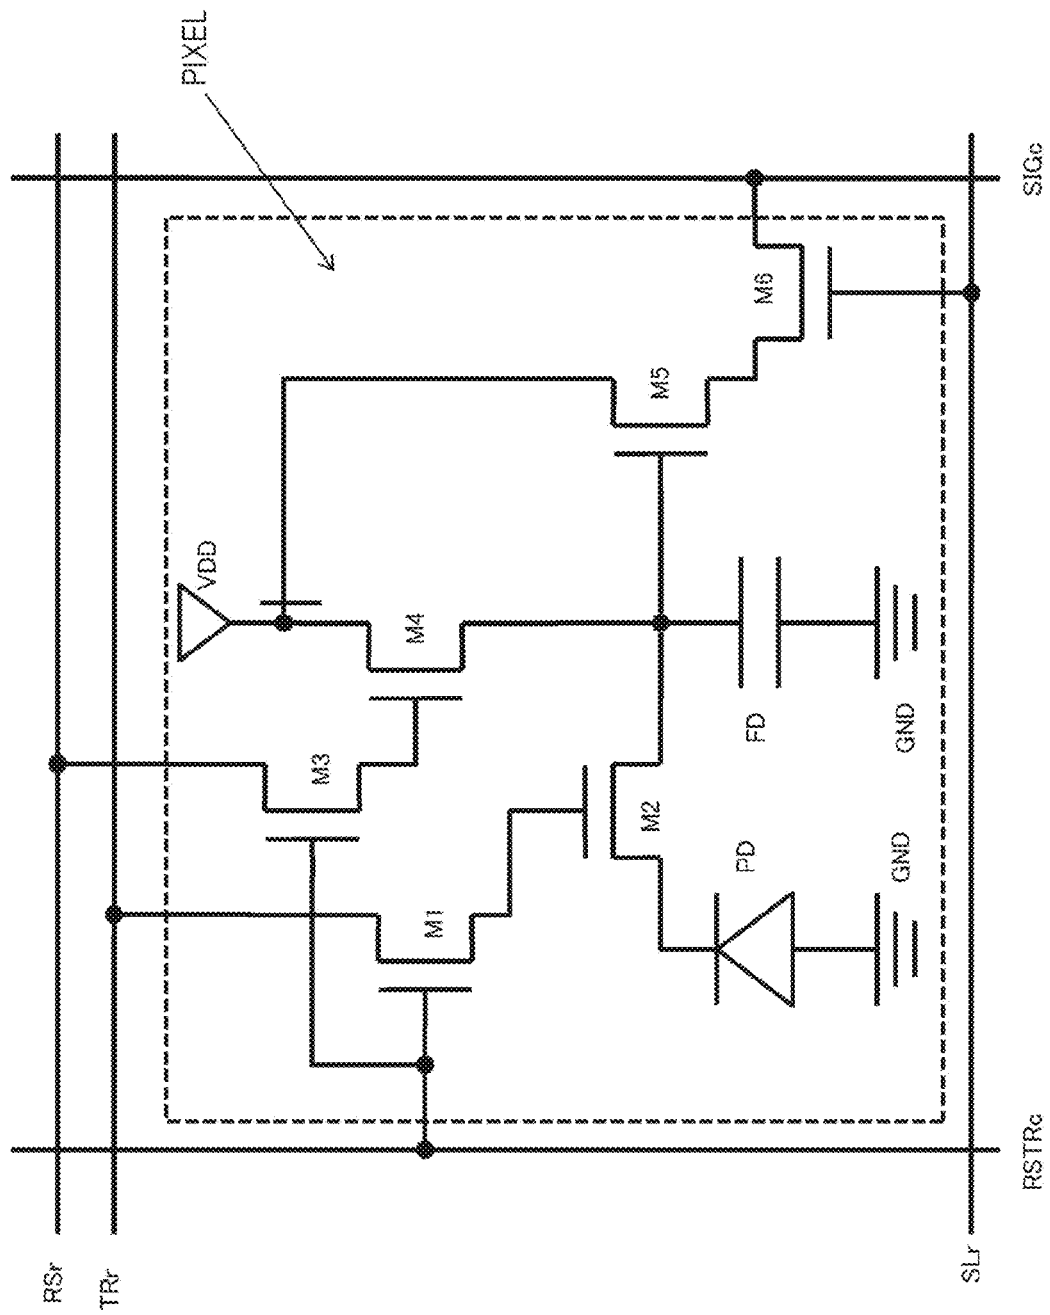 PIXEL
RSr
TRr
VDD
M3
M4
M1
M5
M6
M2
PD
FD
GND
GND
SLr
RSTRc
SIGc